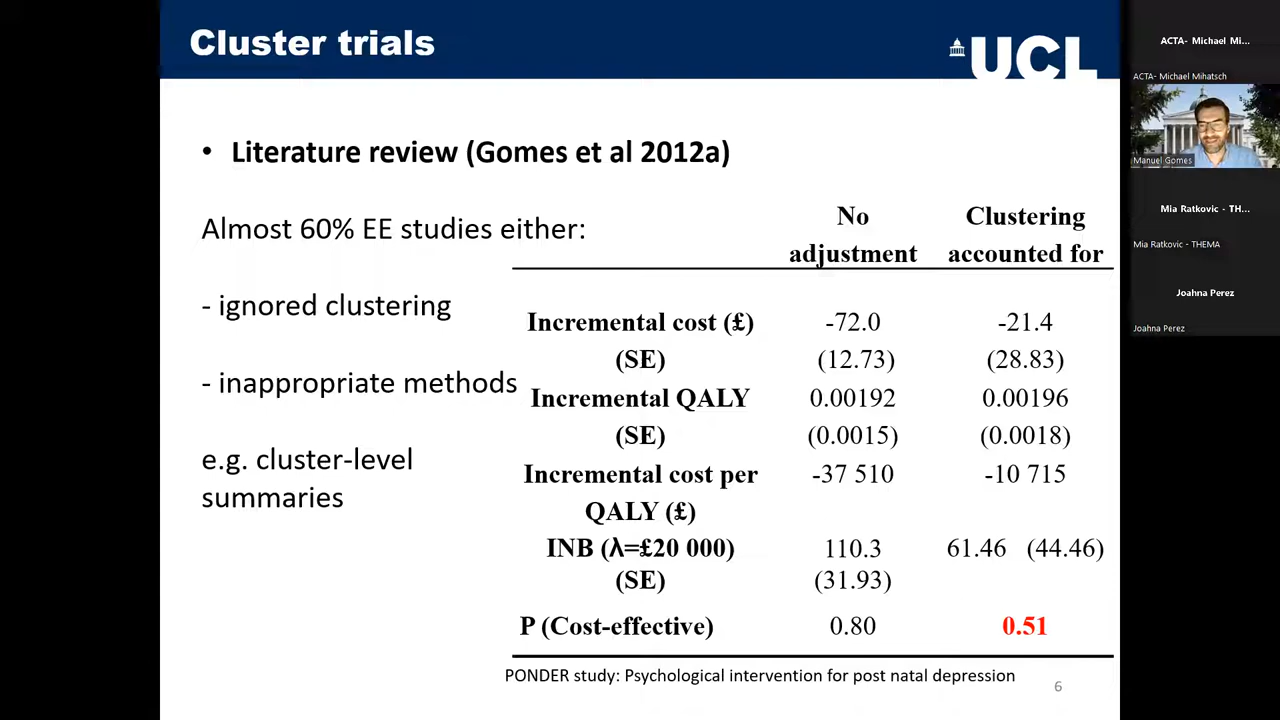 Cluster trials
UCL
• Literature review (Gomes et al 2012a)
Almost 60% EE studies either:
- ignored clustering
- inappropriate methods
e.g. cluster-level
summaries
No Clustering
adjustment accounted for
Incremental cost (£) -72.0 -21.4
(SE) (12.73) (28.83)
Incremental QALY 0.00192 0.00196
(SE) (0.0015) (0.0018)
Incremental cost per -37 510 -10 715
QALY (£)
INB (λ=£20 000) 110.3 61.46 (44.46)
(SE) (31.93)
P (Cost-effective) 0.80 0.51
PONDER study: Psychological intervention for post natal depression
6
ACTA- Michael Mi...
ACTA- Michael Mihatsch
Manuel Gomes
Mia Ratkovic - TH...
Mia Ratkovic - THEMA
Joahna Perez
Joahna Perez